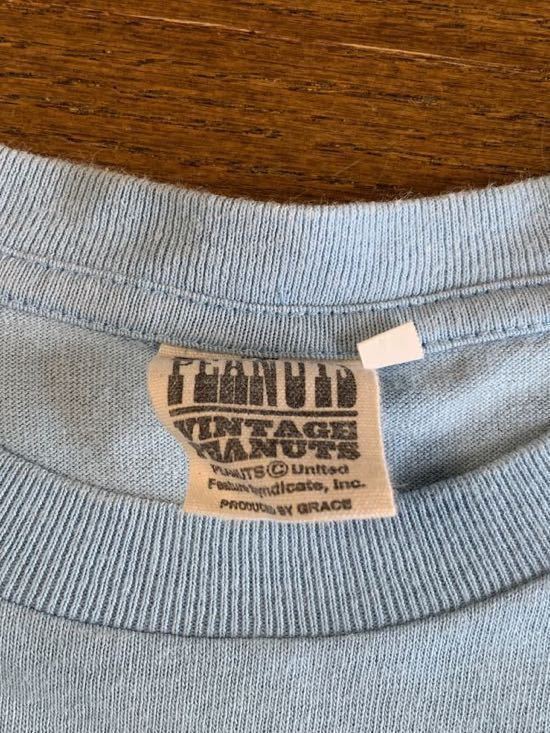 PEANUTS
VINTAGE
PEANUTS
PEANUTS © United
Feature Syndicate, Inc.
PRODUCED BY GRACE